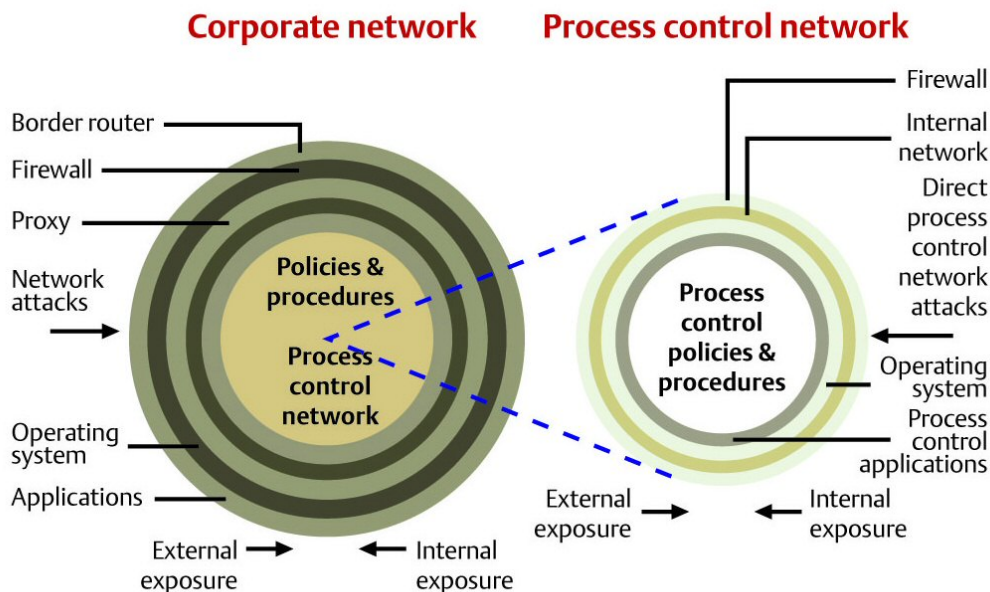 Corporate network
Process control network
Border router
Firewall
Proxy
Network
attacks
Operating
system
Applications
Policies &
procedures
Process
control
network
External
exposure
Internal
exposure
Firewall
Internal
network
Direct
process
control
network
attacks
Process
control
policies &
procedures
Operating
system
Process
control
applications
External
exposure
Internal
exposure